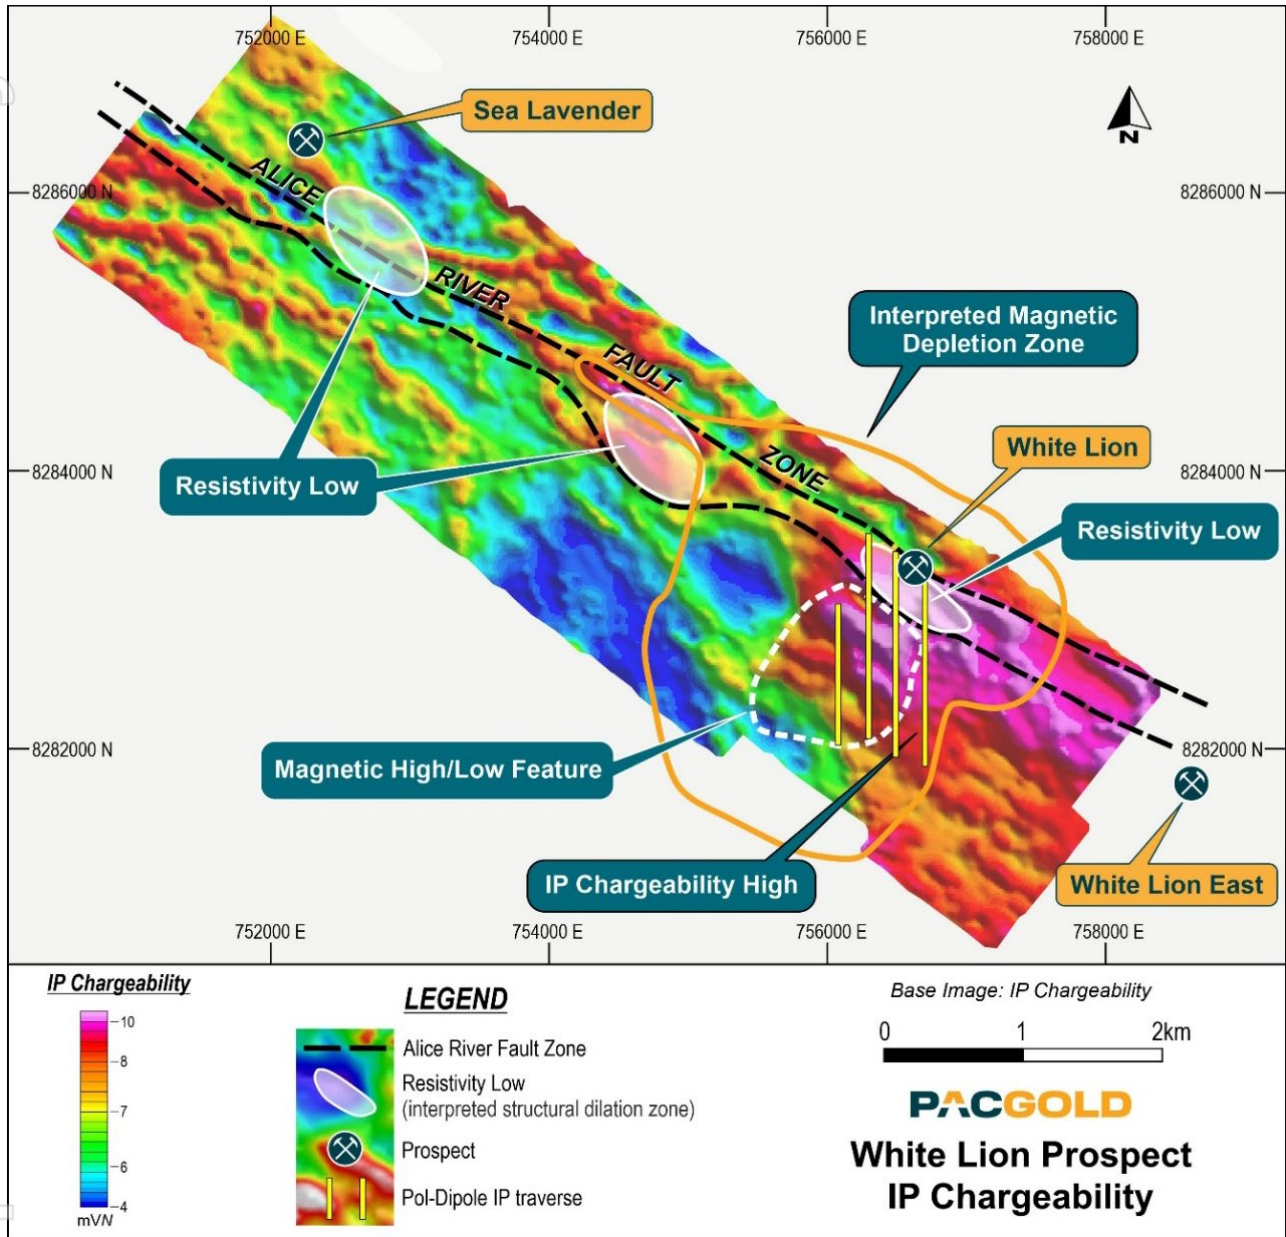 752000 E
754000 E
756000 E
758000 E
Sea Lavender
N
8286000 N
8286000 N
ALICE
RIVER
FAULT
ZONE
Interpreted Magnetic
Depletion Zone
White Lion
8284000 N
8284000 N
Resistivity Low
Resistivity Low
8282000 N
8282000 N
Magnetic High/Low Feature
IP Chargeability High
White Lion East
752000 E
754000 E
756000 E
758000 E
IP Chargeability
10
8
7
6
4
mV/V
LEGEND
Alice River Fault Zone
Resistivity Low
(interpreted structural dilation zone)
Prospect
Pol-Dipole IP traverse
Base Image: IP Chargeability
0 1 2km
PACGOLD
White Lion Prospect
IP Chargeability